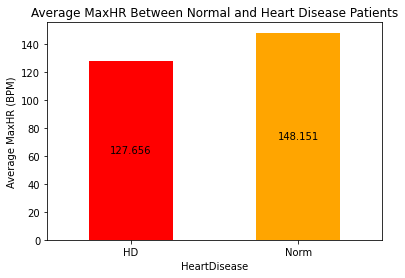 Average MaxHR Between Normal and Heart Disease Patients
Average MaxHR (BPM)
140
120
100
80
60
40
20
0
127.656
148.151
HD
Norm
HeartDisease